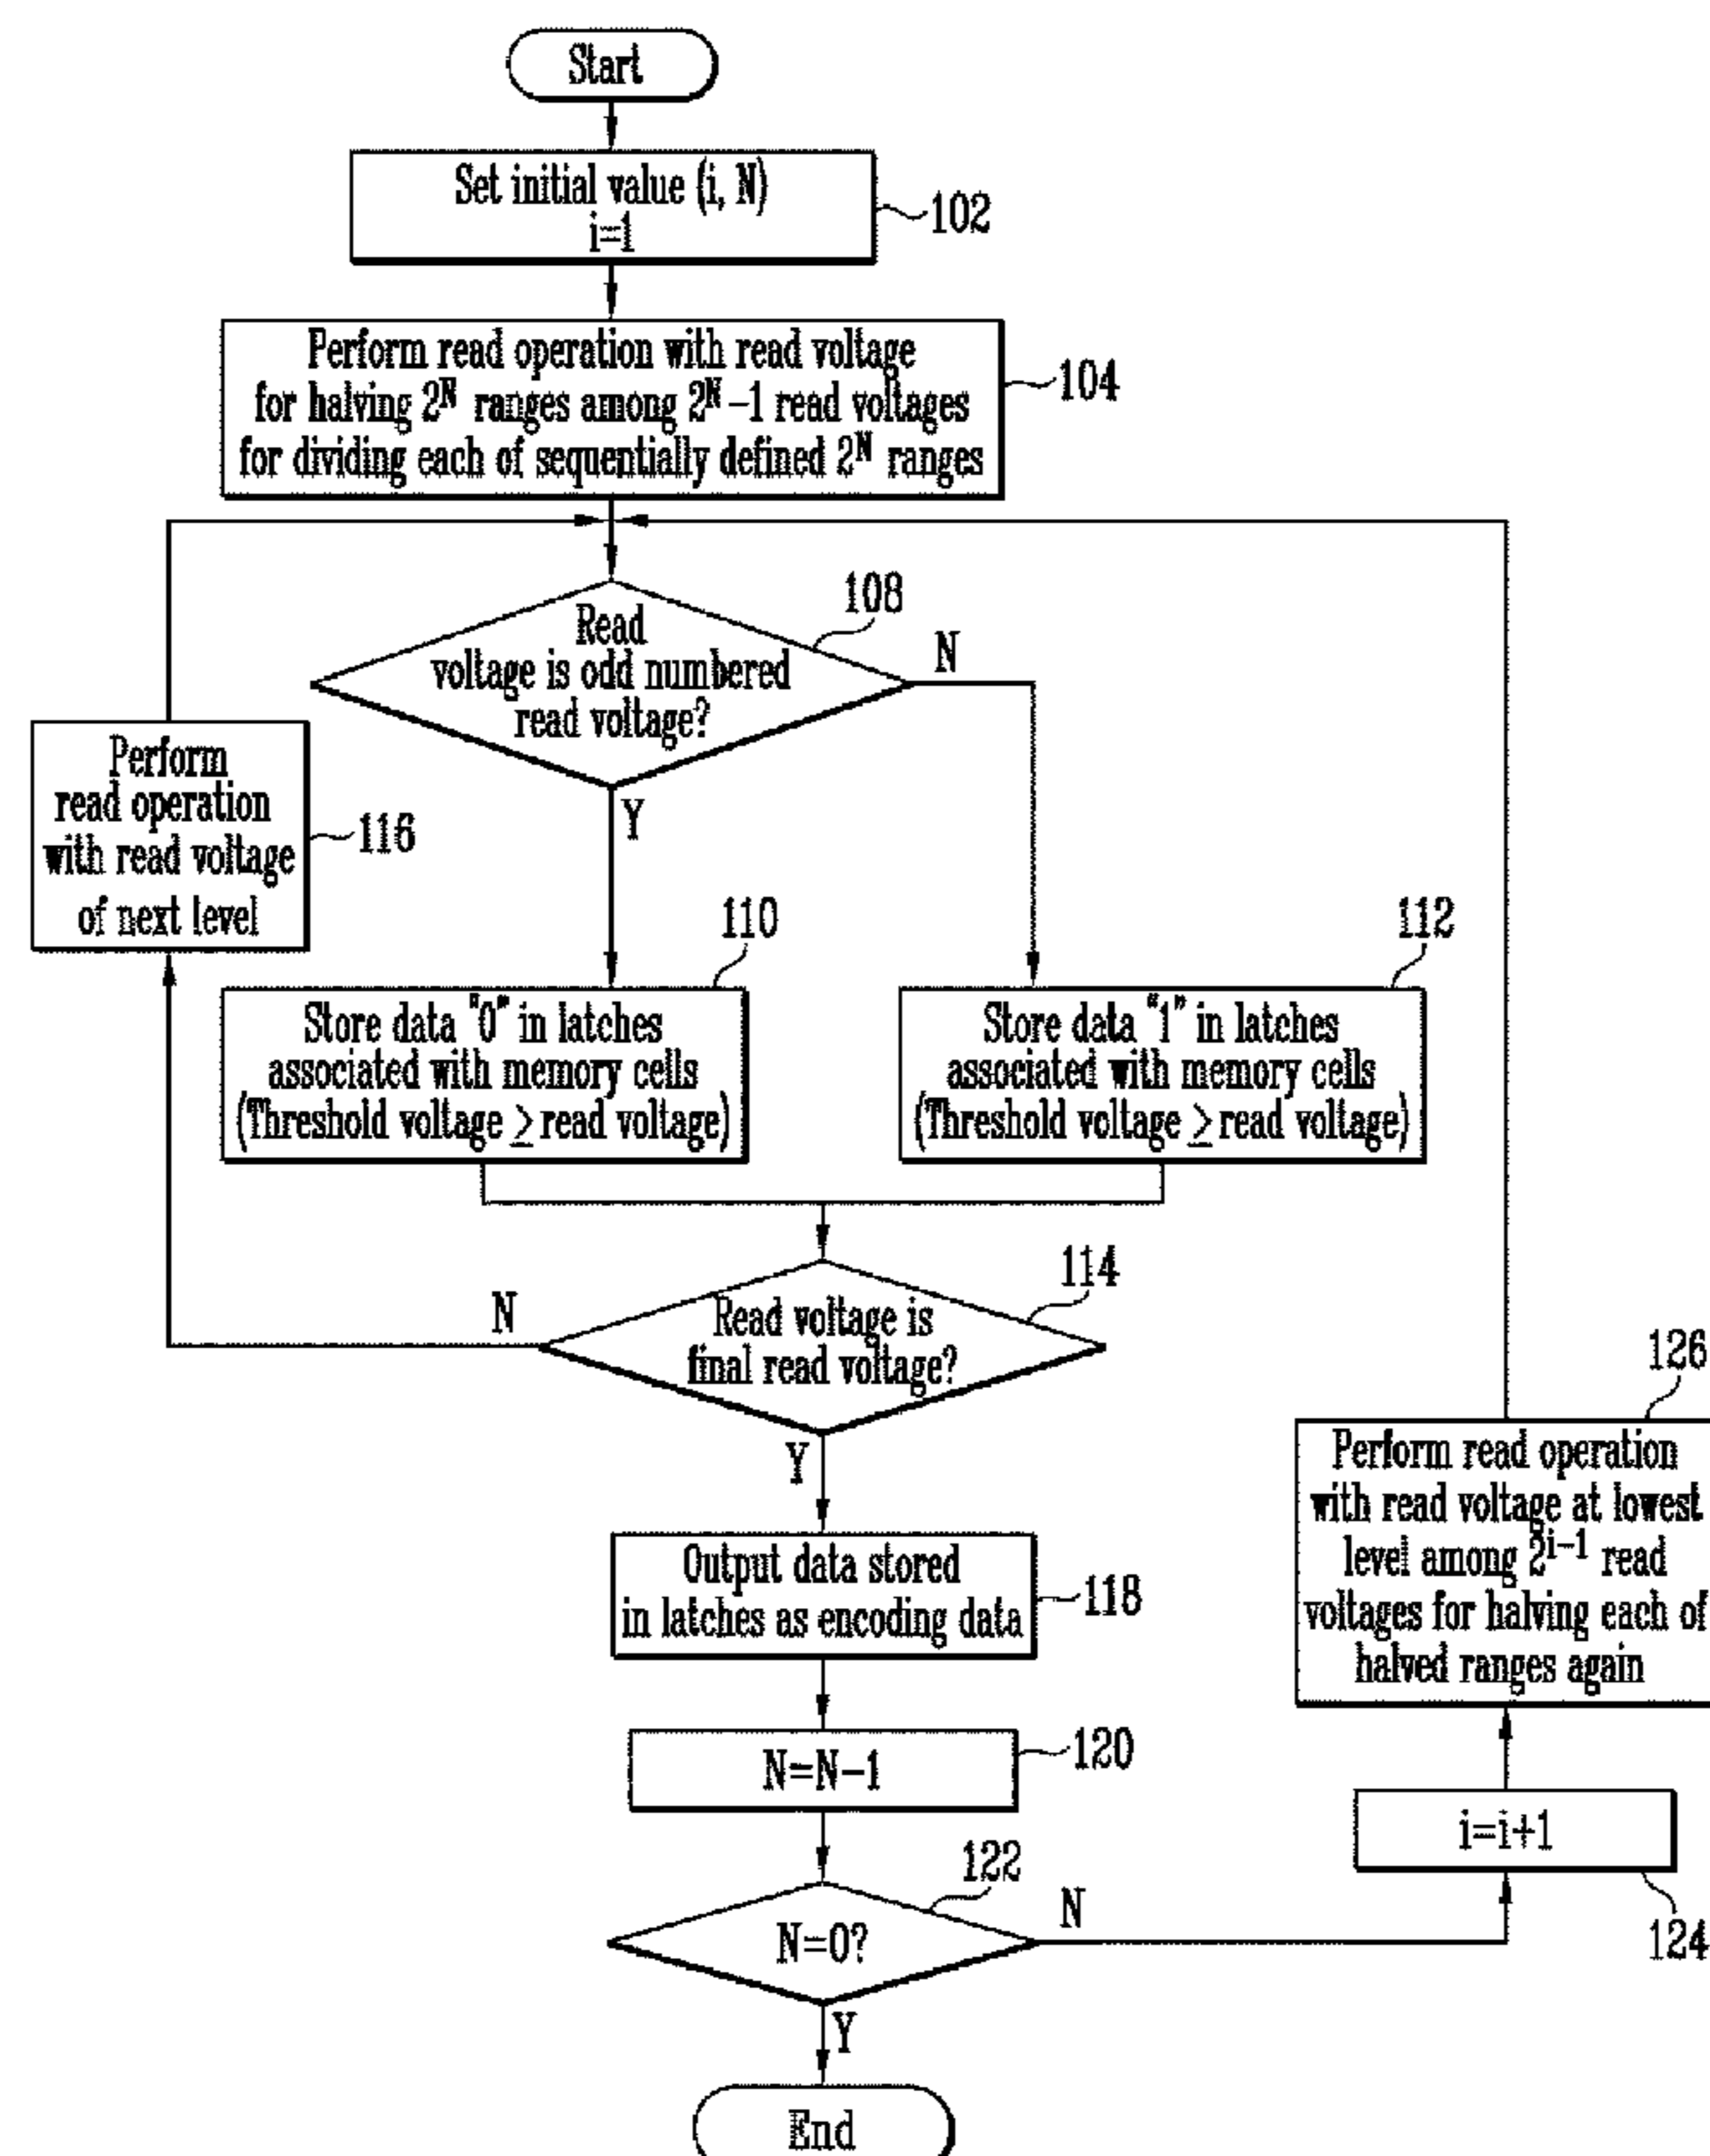 Start
Set initial value (i, N)
i=1
102
Perform read operation with read voltage
for halving 2^N ranges among 2^N-1 read voltages
for dividing each of sequentially defined 2^N ranges
104
108
Read
voltage is odd numbered
read voltage?
N
Y
Perform
read operation
with read voltage
of next level
116
110
Store data "0" in latches
associated with memory cells
(Threshold voltage ≥ read voltage)
112
Store data "1" in latches
associated with memory cells
(Threshold voltage ≥ read voltage)
114
N
Read voltage is
final read voltage?
Y
126
Perform read operation
with read voltage at lowest
level among 2^i-1 read
voltages for halving each of
halved ranges again
Output data stored
in latches as encoding data
118
N=N-1
120
i=i+1
124
122
N=0?
N
Y
End